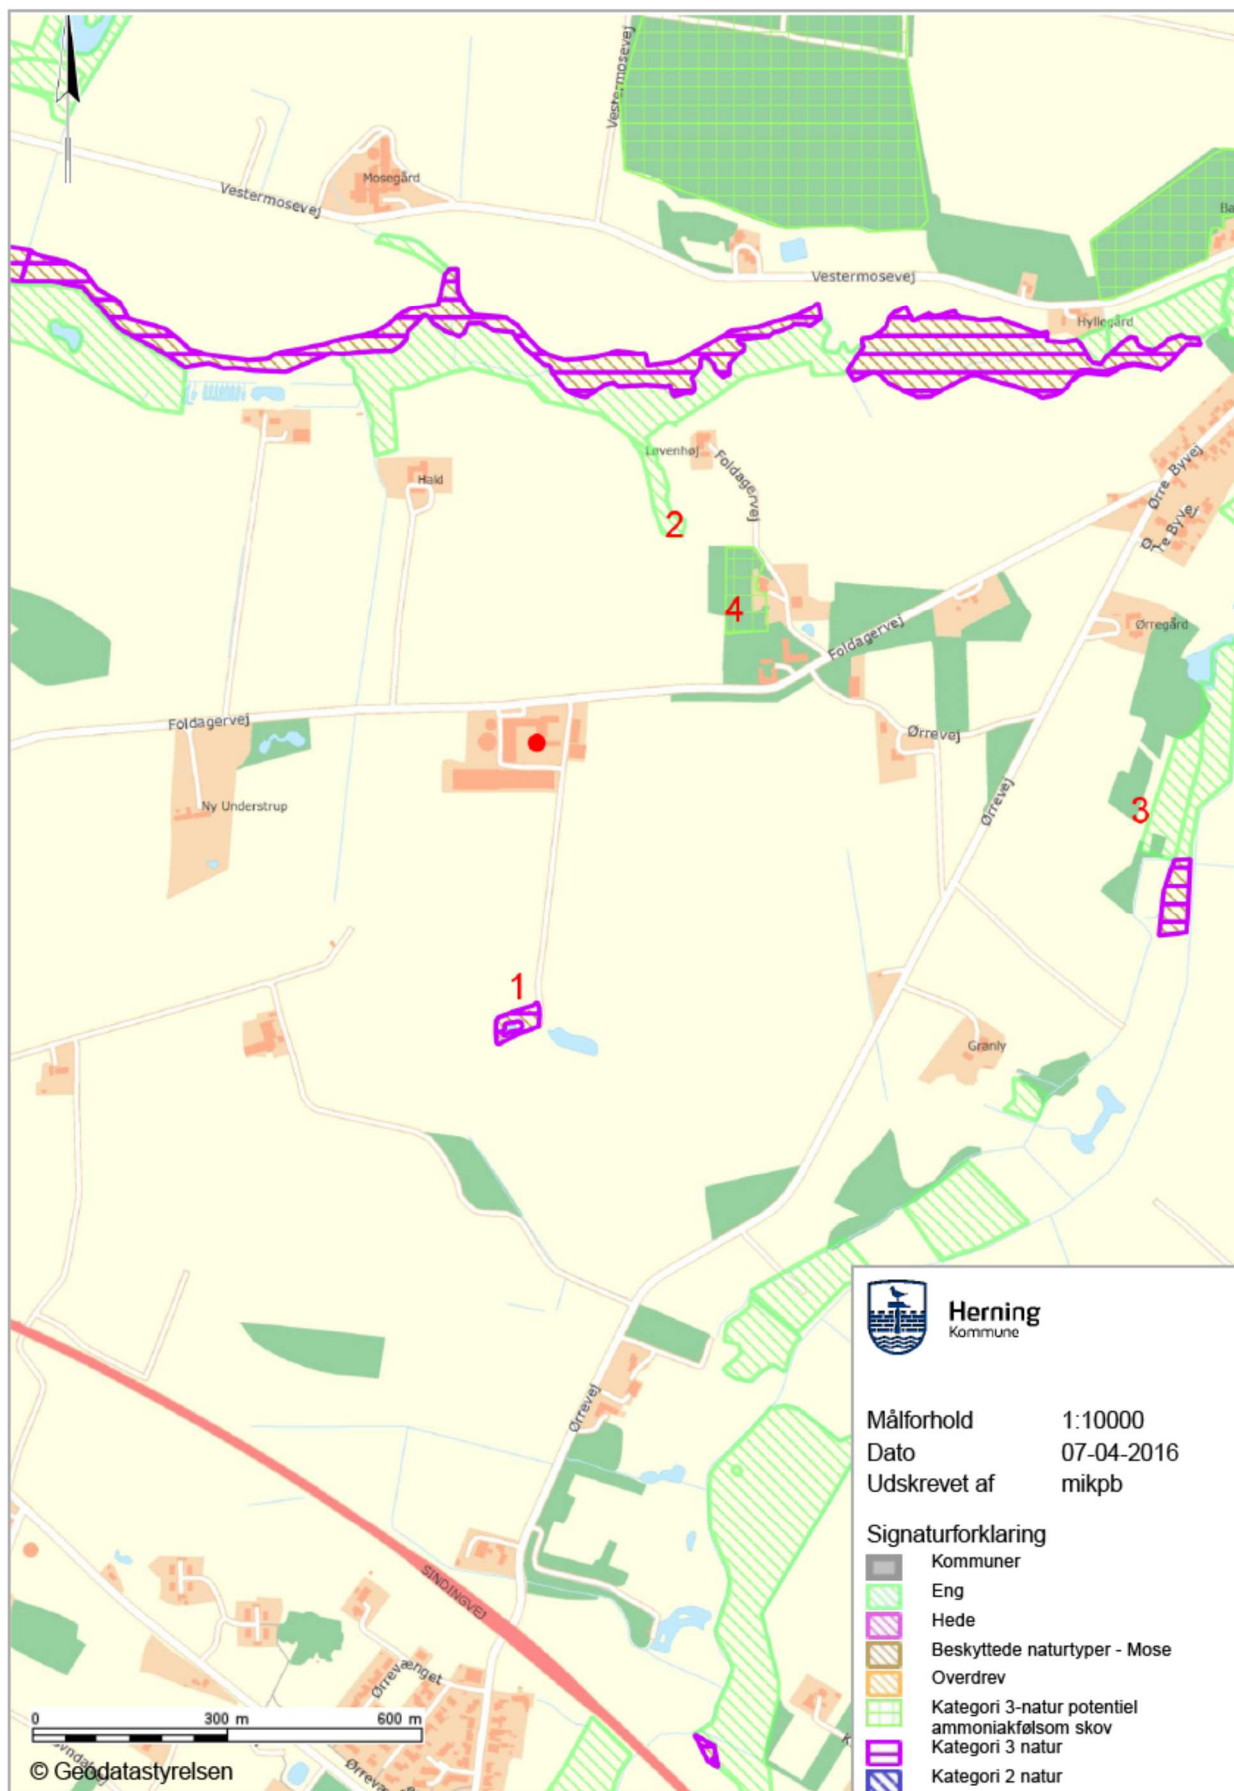 Vestermosevej
Mosegård
Vestermosevej
Vestermosevej
Ba
Hyllegård
Løvenhøj
Foldagervej
Hald
2
Ørre Byvej
4
Ørregård
Foldagervej
Foldagervej
Ørrevej
Ny Understrup
Ørrevej
3
1
Granly
Ørrevej
SINDINGVEJ
Ørrevænget
K
0 300 m 600 m
© Geodatastyrelsen
Herning
Kommune
Målforhold 1:10000
Dato 07-04-2016
Udskrevet af mikpb
Signaturforklaring
Kommuner
Eng
Hede
Beskyttede naturtyper - Mose
Overdrev
Kategori 3-natur potentiel
ammoniakfølsom skov
Kategori 3 natur
Kategori 2 natur